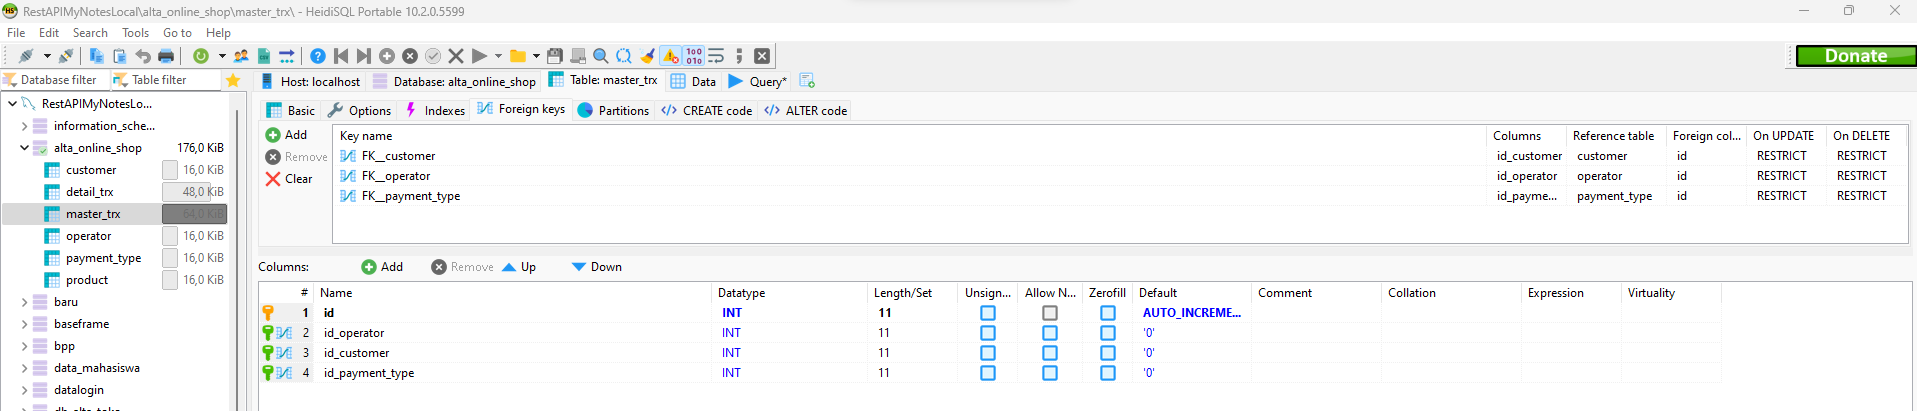 RestAPIMyNotesLocal\alta_online_shop\master_trx\ - HeidiSQL Portable 10.2.0.5599
File Edit Search Tools Go to Help
Donate
Database filter Table filter
Host: localhost Database: alta_online_shop Table: master_trx Data Query*
RestAPIMyNotesLo...
information_sche...
alta_online_shop 176,0 KiB
customer 16,0 KiB
detail_trx 48,0 KiB
master_trx 64,0 KiB
operator 16,0 KiB
payment_type 16,0 KiB
product 16,0 KiB
baru
baseframe
bpp
data_mahasiswa
datalogin
db_alta_toko
Basic Options Indexes Foreign keys Partitions CREATE code ALTER code
Add
Remove
Clear
Key name Columns Reference table Foreign col... On UPDATE On DELETE
FK__customer id_customer customer id RESTRICT RESTRICT
FK__operator id_operator operator id RESTRICT RESTRICT
FK__payment_type id_payme... payment_type id RESTRICT RESTRICT
Columns: Add Remove Up Down
# Name Datatype Length/Set Unsign... Allow N... Zerofill Default Comment Collation Expression Virtuality
1 id INT 11 AUTO_INCREME...
2 id_operator INT 11 '0'
3 id_customer INT 11 '0'
4 id_payment_type INT 11 '0'